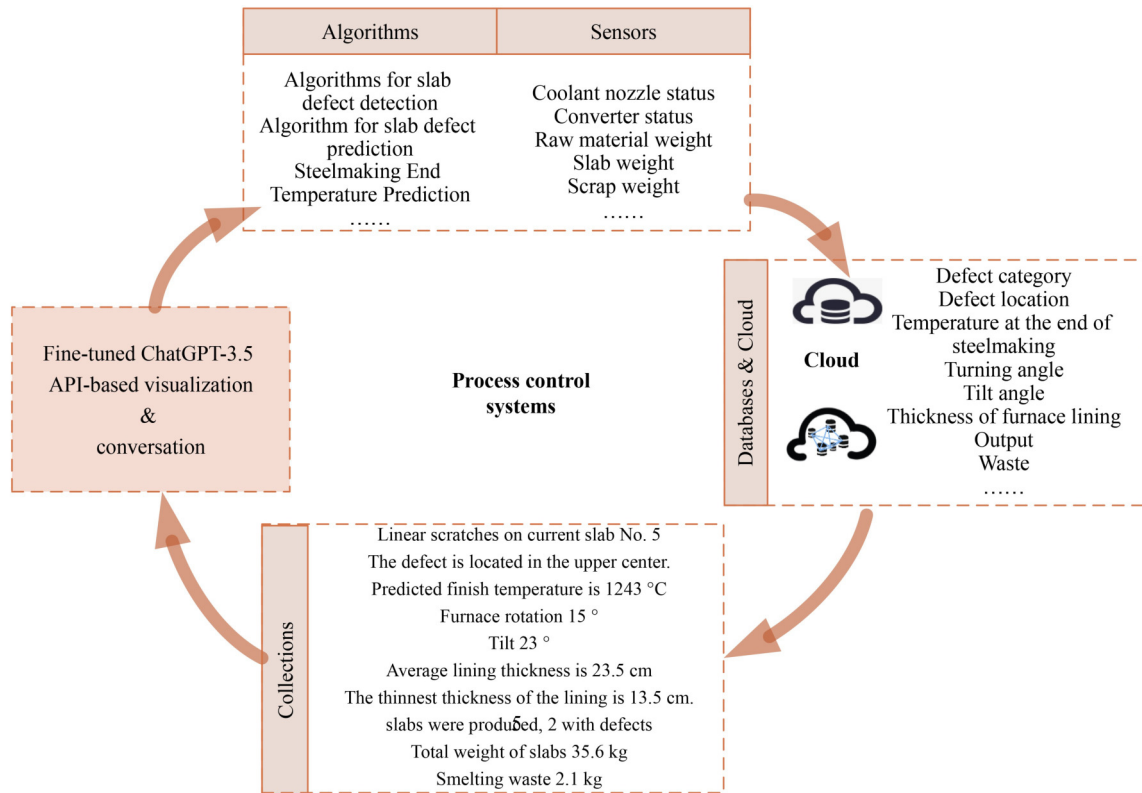 Algorithms
Sensors
Algorithms for slab
defect detection
Algorithm for slab defect
prediction
Steelmaking End
Temperature Prediction
……
Coolant nozzle status
Converter status
Raw material weight
Slab weight
Scrap weight
……
Databases & Cloud
Cloud
Defect category
Defect location
Temperature at the end of
steelmaking
Turning angle
Tilt angle
Thickness of furnace lining
Output
Waste
……
Process control
systems
Fine-tuned ChatGPT-3.5
API-based visualization
&
conversation
Collections
Linear scratches on current slab No. 5
The defect is located in the upper center.
Predicted finish temperature is 1243 °C
Furnace rotation 15 °
Tilt 23 °
Average lining thickness is 23.5 cm
The thinnest thickness of the lining is 13.5 cm.
5
slabs were produced, 2 with defects
Total weight of slabs 35.6 kg
Smelting waste 2.1 kg